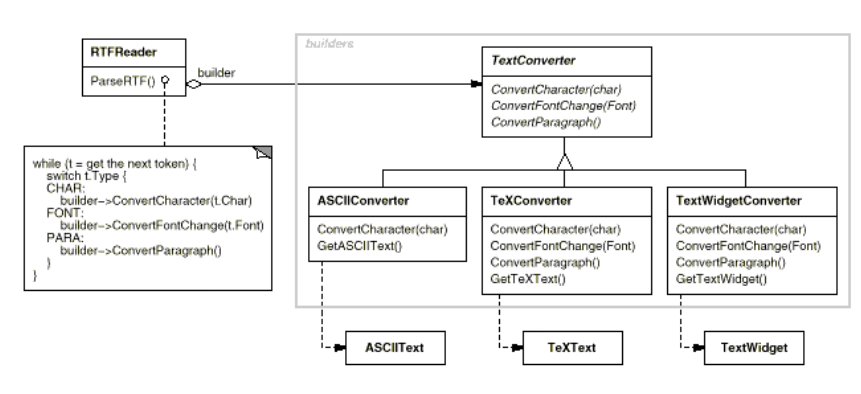 builders
RTFReader
ParseRTF()
builder
TextConverter
ConvertCharacter(char)
ConvertFontChange(Font)
ConvertParagraph()
while (t = get the next token) {
switch t.Type {
CHAR:
builder->ConvertCharacter(t.Char)
FONT:
builder->ConvertFontChange(t.Font)
PARA:
builder->ConvertParagraph()
}
}
ASCIIConverter
ConvertCharacter(char)
GetASCIIText()
TeXConverter
ConvertCharacter(char)
ConvertFontChange(Font)
ConvertParagraph()
GetTeXText()
TextWidgetConverter
ConvertCharacter(char)
ConvertFontChange(Font)
ConvertParagraph()
GetTextWidget()
ASCIIText
TeXText
TextWidget